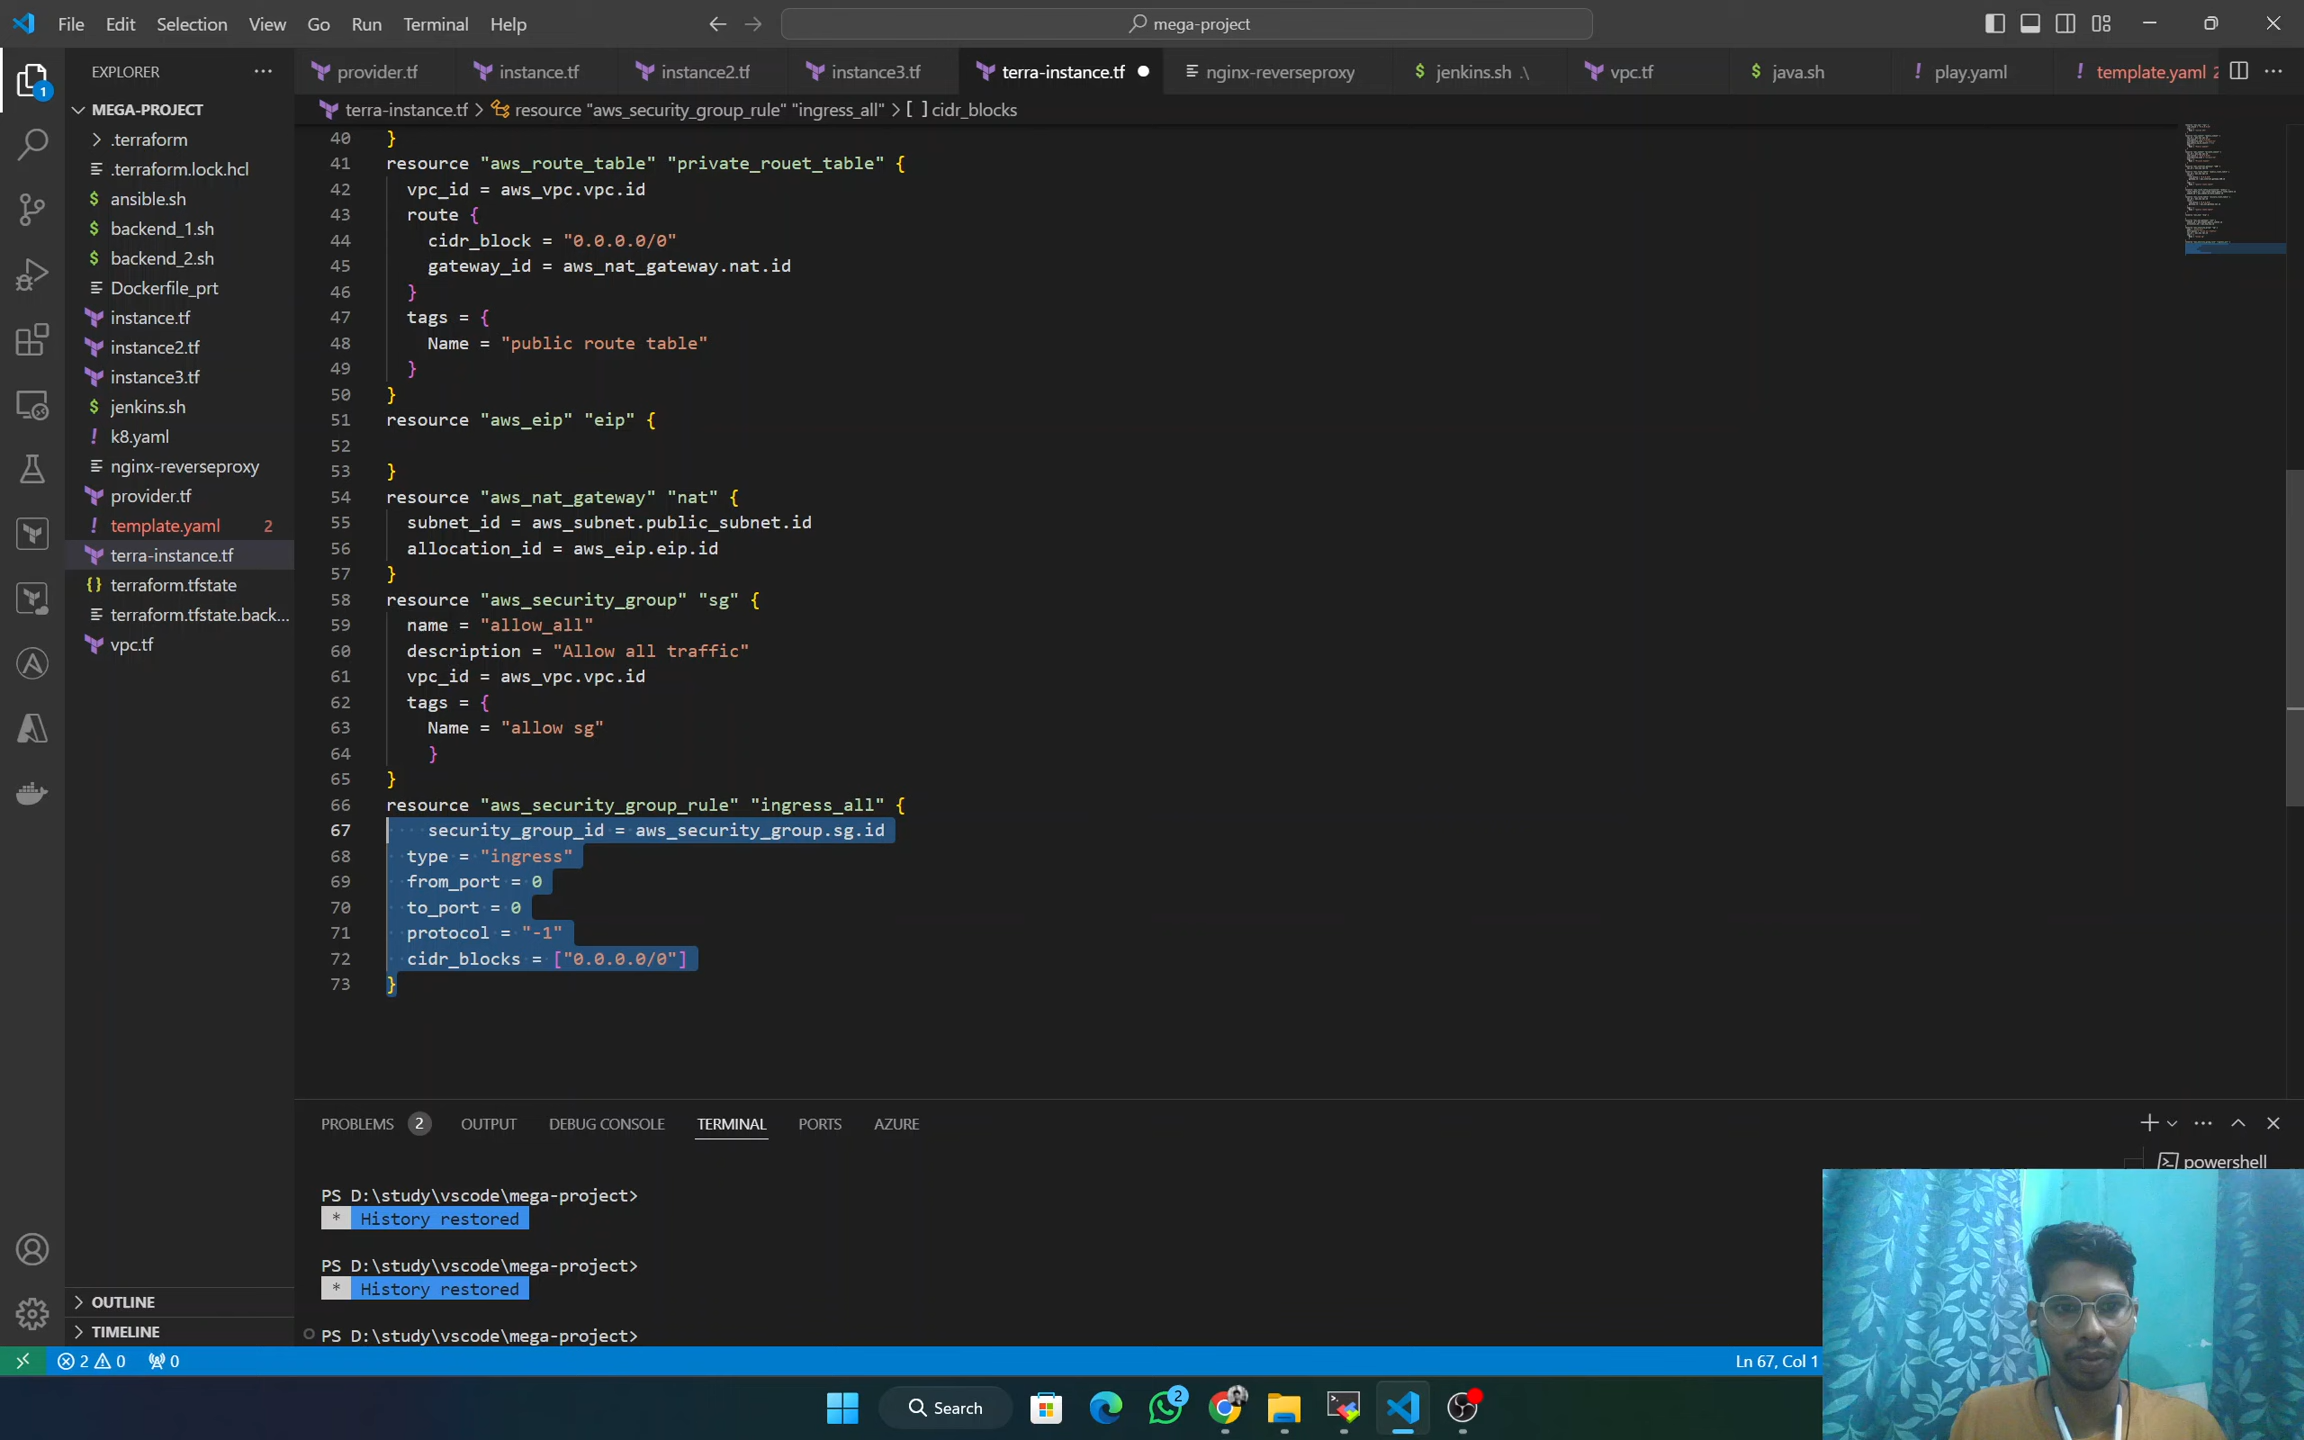 File Edit Selection View Go Run Terminal Help
mega-project
EXPLORER
provider.tf
instance.tf
instance2.tf
instance3.tf
terra-instance.tf
nginx-reverseproxy
jenkins.sh .\
vpc.tf
java.sh
play.yaml
template.yaml 2
terra-instance.tf > resource "aws_security_group_rule" "ingress_all" > [ ] cidr_blocks
MEGA-PROJECT
.terraform
.terraform.lock.hcl
ansible.sh
backend_1.sh
backend_2.sh
Dockerfile_prt
instance.tf
instance2.tf
instance3.tf
jenkins.sh
k8.yaml
nginx-reverseproxy
provider.tf
template.yaml 2
terra-instance.tf
terraform.tfstate
terraform.tfstate.back...
vpc.tf
OUTLINE
TIMELINE
40 }
41 resource "aws_route_table" "private_rouet_table" {
42 vpc_id = aws_vpc.vpc.id
43 route {
44 cidr_block = "0.0.0.0/0"
45 gateway_id = aws_nat_gateway.nat.id
46 }
47 tags = {
48 Name = "public route table"
49 }
50 }
51 resource "aws_eip" "eip" {
52
53 }
54 resource "aws_nat_gateway" "nat" {
55 subnet_id = aws_subnet.public_subnet.id
56 allocation_id = aws_eip.eip.id
57 }
58 resource "aws_security_group" "sg" {
59 name = "allow_all"
60 description = "Allow all traffic"
61 vpc_id = aws_vpc.vpc.id
62 tags = {
63 Name = "allow sg"
64 }
65 }
66 resource "aws_security_group_rule" "ingress_all" {
67 security_group_id = aws_security_group.sg.id
68 type = "ingress"
69 from_port = 0
70 to_port = 0
71 protocol = "-1"
72 cidr_blocks = ["0.0.0.0/0"]
73 }
PROBLEMS 2 OUTPUT DEBUG CONSOLE TERMINAL PORTS AZURE
powershell
PS D:\study\vscode\mega-project>
* History restored
PS D:\study\vscode\mega-project>
* History restored
PS D:\study\vscode\mega-project>
2 0 0
Ln 67, Col 1
Search
2
1